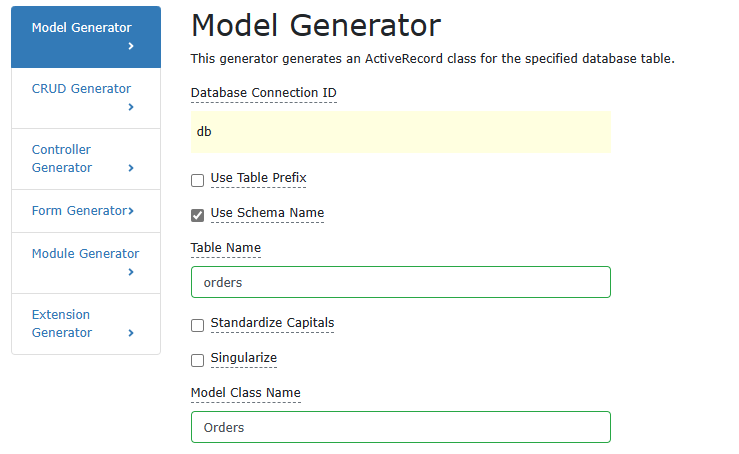 Model Generator
CRUD Generator
Controller
Generator
Form Generator
Module Generator
Extension
Generator
Model Generator
This generator generates an ActiveRecord class for the specified database table.
Database Connection ID
db
Use Table Prefix
Use Schema Name
Table Name
orders
Standardize Capitals
Singularize
Model Class Name
Orders